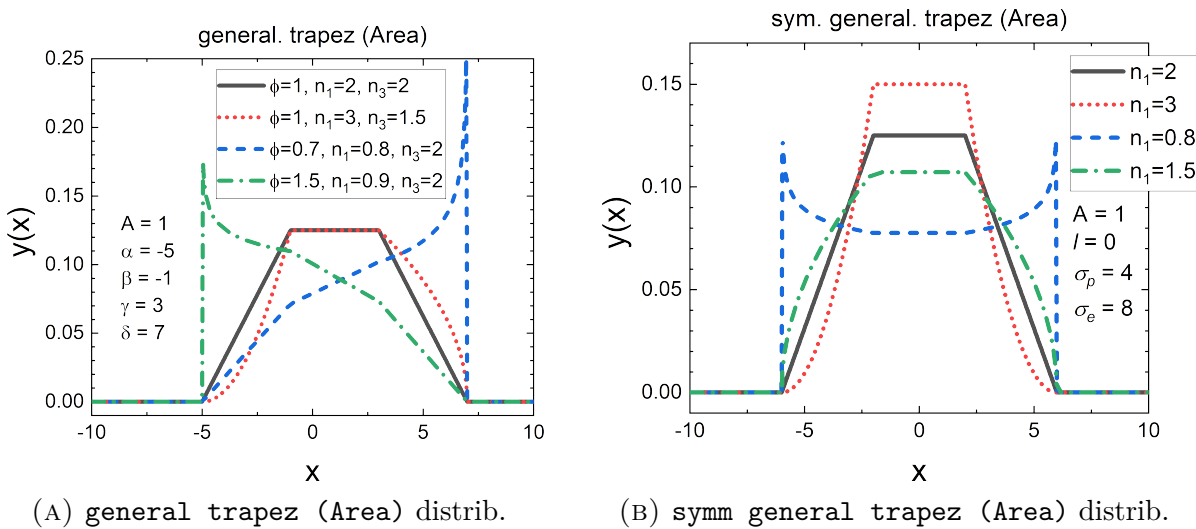 general. trapez (Area)
0.25
0.20
0.15
0.10
0.05
0.00
y(x)
ϕ=1, n₁=2, n₃=2
ϕ=1, n₁=3, n₃=1.5
ϕ=0.7, n₁=0.8, n₃=2
ϕ=1.5, n₁=0.9, n₃=2
A = 1
α = -5
β = -1
γ = 3
δ = 7
-10 -5 0 5 10
x
(A) general trapez (Area) distrib.
sym. general. trapez (Area)
0.15
0.10
0.05
0.00
y(x)
n₁=2
n₁=3
n₁=0.8
n₁=1.5
A = 1
l = 0
σₚ = 4
σₑ = 8
-10 -5 0 5 10
x
(B) symm general trapez (Area) distrib.